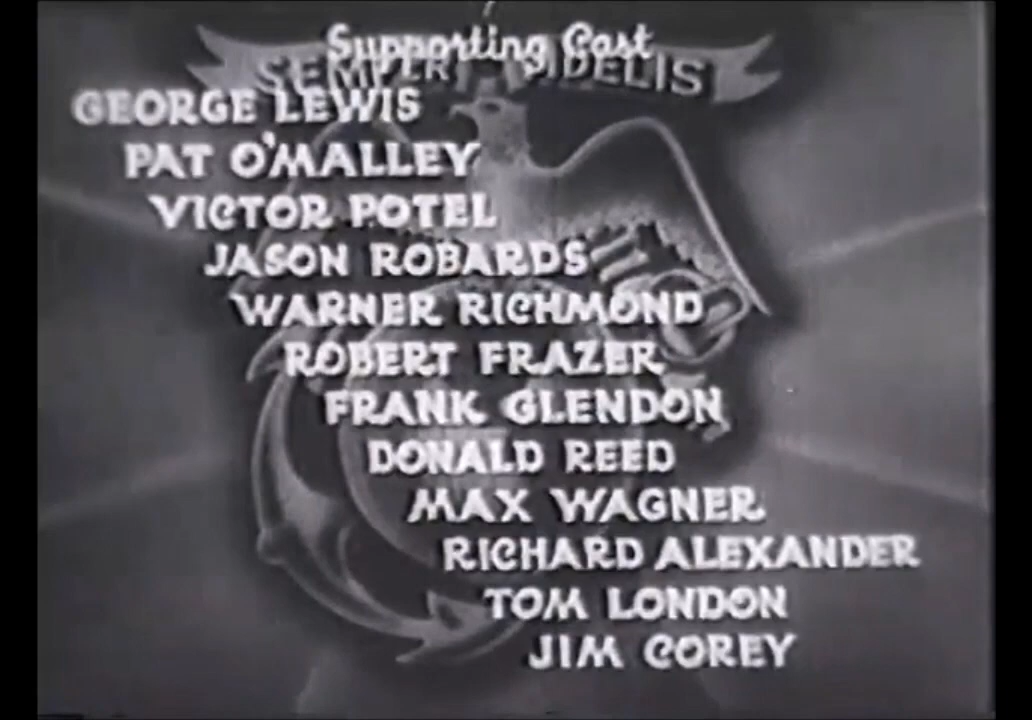 Supporting Cast
SEMPER FIDELIS
GEORGE LEWIS
PAT O'MALLEY
VICTOR POTEL
JASON ROBARDS
WARNER RICHMOND
ROBERT FRAZER
FRANK GLENDON
DONALD REED
MAX WAGNER
RICHARD ALEXANDER
TOM LONDON
JIM COREY